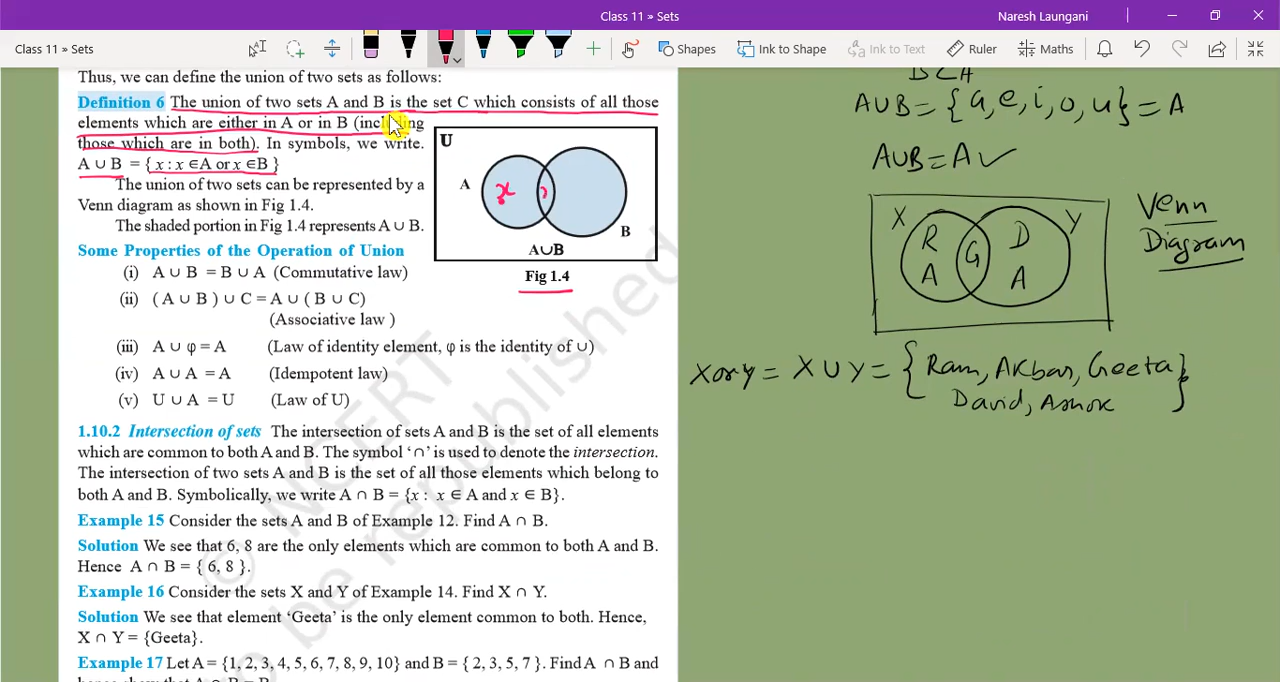 Class 11 » Sets
Naresh Laungani
Class 11 » Sets
Shapes
Ink to Shape
Ink to Text
Ruler
Maths
Thus, we can define the union of two sets as follows:
Definition 6 The union of two sets A and B is the set C which consists of all those
elements which are either in A or in B (including
those which are in both). In symbols, we write.
A ∪ B = { x : x ∈A or x ∈B }
The union of two sets can be represented by a
Venn diagram as shown in Fig 1.4.
The shaded portion in Fig 1.4 represents A ∪ B.
U
A
x
B
A∪B
Fig 1.4
Some Properties of the Operation of Union
(i) A ∪ B = B ∪ A (Commutative law)
(ii) ( A ∪ B ) ∪ C = A ∪ ( B ∪ C)
(Associative law )
(iii) A ∪ φ = A (Law of identity element, φ is the identity of ∪)
(iv) A ∪ A = A (Idempotent law)
(v) U ∪ A = U (Law of U)
1.10.2 Intersection of sets The intersection of sets A and B is the set of all elements
which are common to both A and B. The symbol ‘∩’ is used to denote the intersection.
The intersection of two sets A and B is the set of all those elements which belong to
both A and B. Symbolically, we write A ∩ B = {x : x ∈ A and x ∈ B}.
Example 15 Consider the sets A and B of Example 12. Find A ∩ B.
Solution We see that 6, 8 are the only elements which are common to both A and B.
Hence A ∩ B = { 6, 8 }.
Example 16 Consider the sets X and Y of Example 14. Find X ∩ Y.
Solution We see that element ‘Geeta’ is the only element common to both. Hence,
X ∩ Y = {Geeta}.
Example 17 Let A = {1, 2, 3, 4, 5, 6, 7, 8, 9, 10} and B = { 2, 3, 5, 7 }. Find A ∩ B and
© NCERT
not to be republished
B⊂A
A∪B = {a, e, i, o, u} = A
A∪B = A ✓
X
R
A
G
D
A
Y
Venn
Diagram
X or Y = X ∪ Y = {Ram, Akbar, Geeta
David, Ashok}